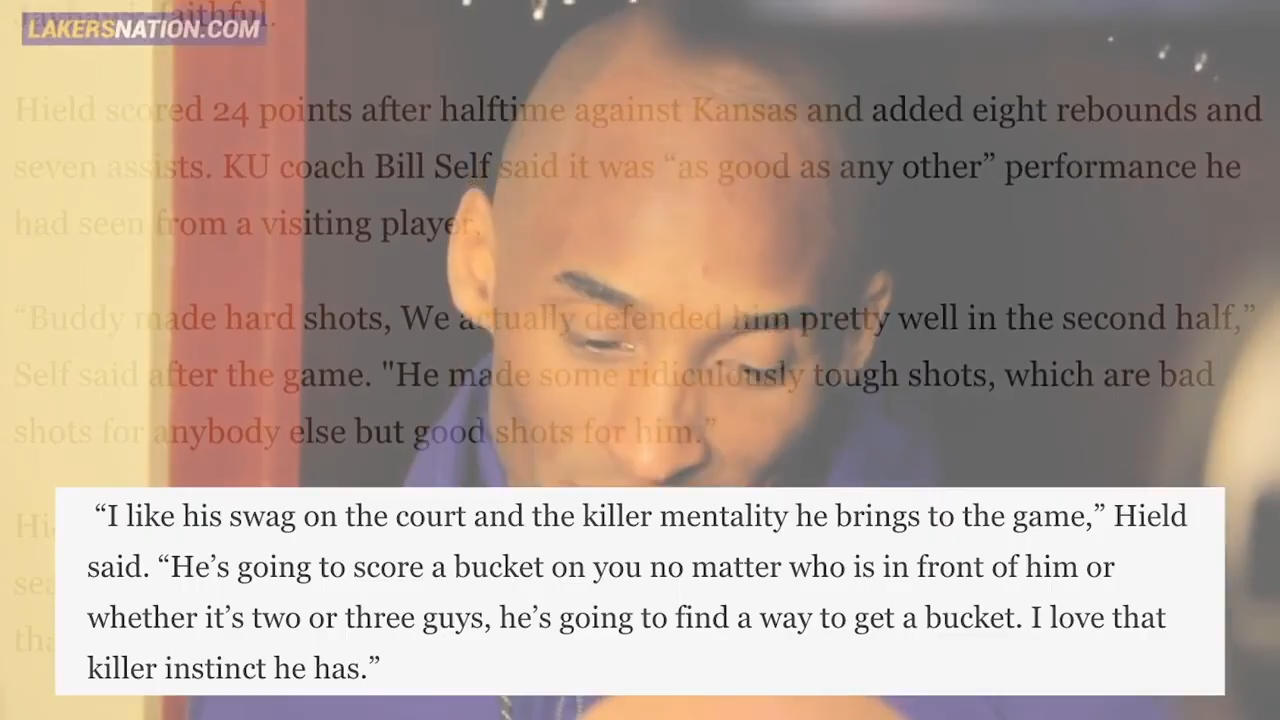 faithful.
LAKERSNATION.COM
Hield scored 24 points after halftime against Kansas and added eight rebounds and
seven assists. KU coach Bill Self said it was “as good as any other” performance he
had seen from a visiting player.
“Buddy made hard shots, We actually defended him pretty well in the second half,”
Self said after the game. "He made some ridiculously tough shots, which are bad
shots for anybody else but good shots for him.”
“I like his swag on the court and the killer mentality he brings to the game,” Hield
said. “He’s going to score a bucket on you no matter who is in front of him or
whether it’s two or three guys, he’s going to find a way to get a bucket. I love that
killer instinct he has.”